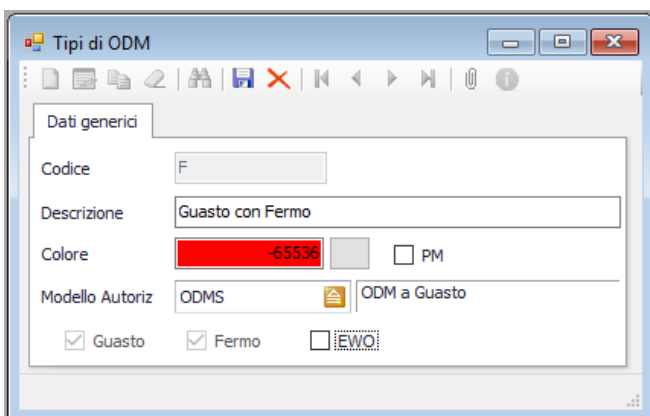 Tipi di ODM
Dati generici
Codice
F
Descrizione
Guasto con Fermo
Colore
-65536
PM
Modello Autoriz
ODMS
ODM a Guasto
Guasto
Fermo
EWO